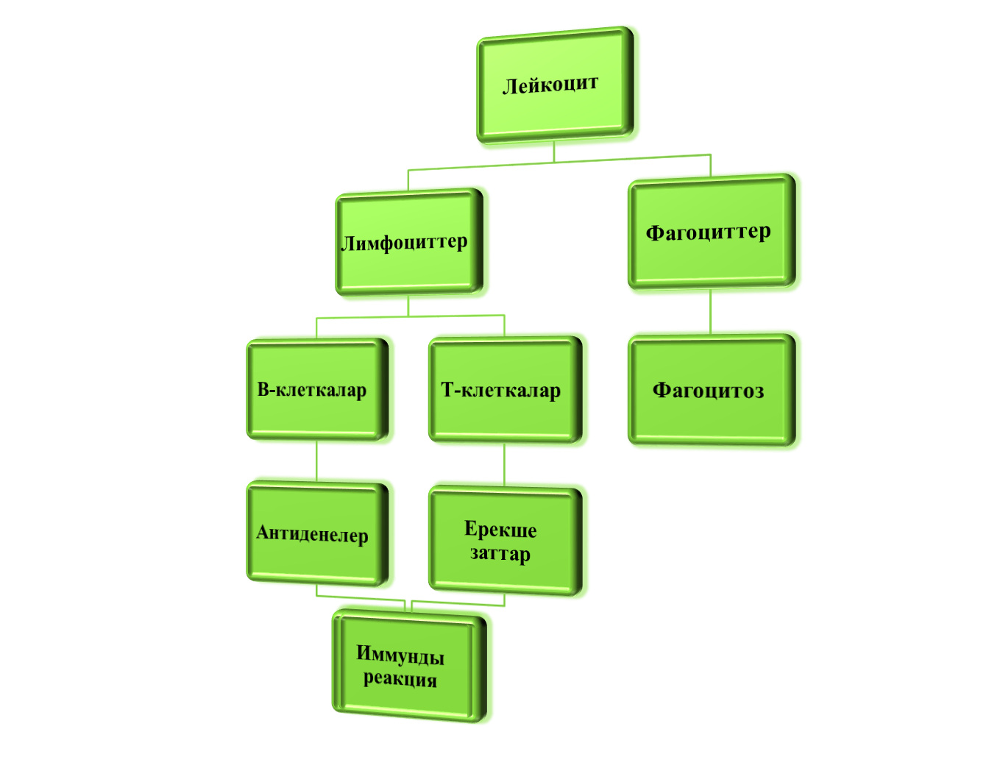 Лейкоцит
Лимфоциттер
Фагоциттер
В-клеткалар
Т-клеткалар
Фагоцитоз
Антиденелер
Ерекше
заттар
Иммунды
реакция